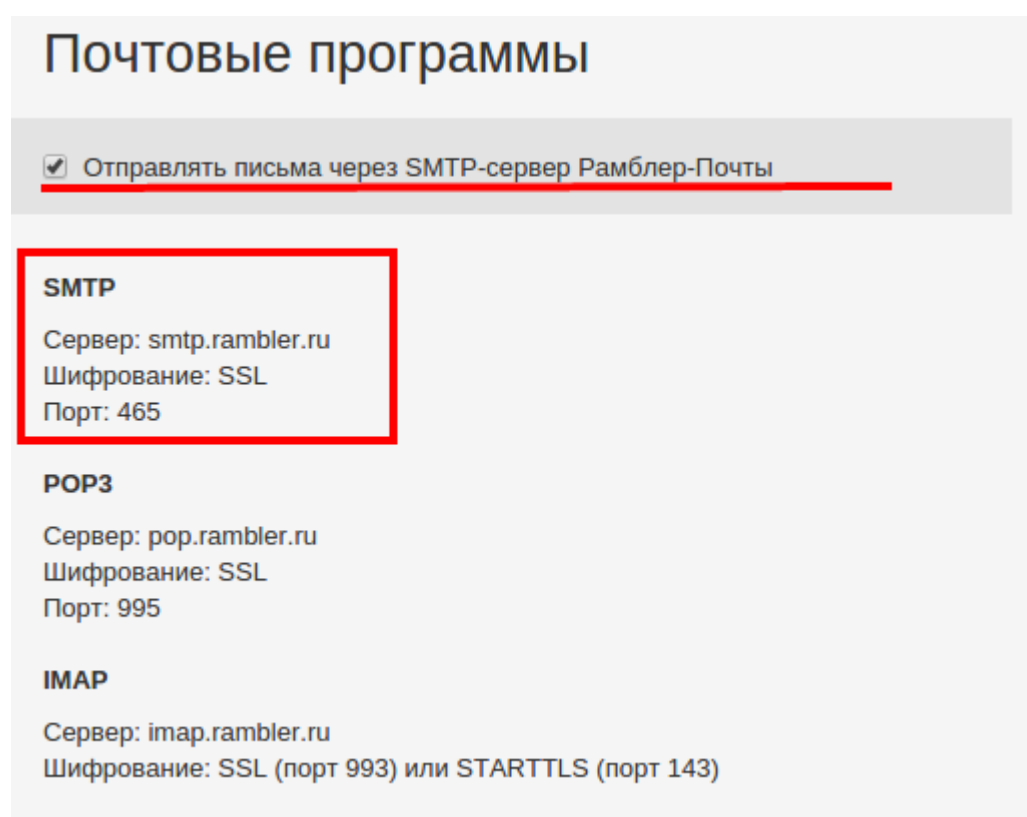 Почтовые программы
Отправлять письма через SMTP-сервер Рамблер-Почты
SMTP
Сервер: smtp.rambler.ru
Шифрование: SSL
Порт: 465
POP3
Сервер: pop.rambler.ru
Шифрование: SSL
Порт: 995
IMAP
Сервер: imap.rambler.ru
Шифрование: SSL (порт 993) или STARTTLS (порт 143)